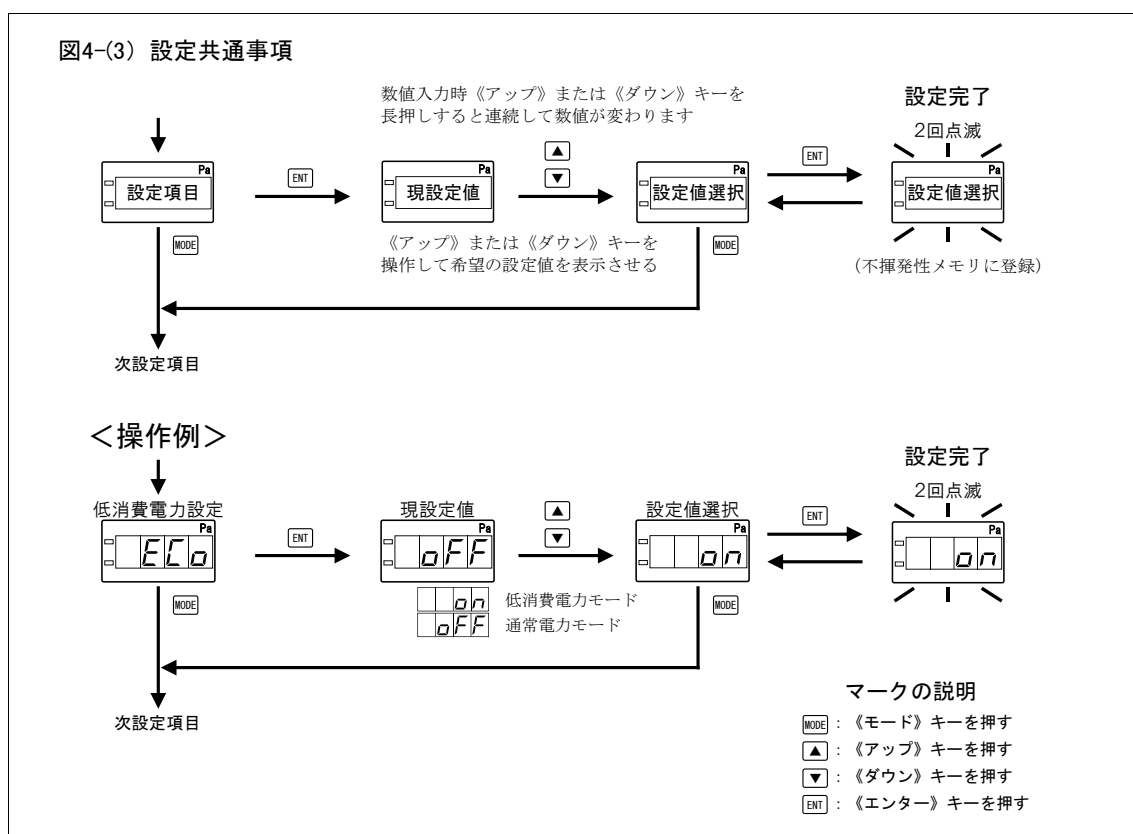 図4-(3) 設定共通事項
数値入力時《アップ》または《ダウン》キーを
長押しすると連続して数値が変わります
設定完了
2回点滅
Pa
設定項目
ENT
Pa
現設定値
▲
▼
Pa
設定値選択
ENT
Pa
設定値選択
MODE
《アップ》または《ダウン》キーを
操作して希望の設定値を表示させる
MODE
(不揮発性メモリに登録)
次設定項目
<操作例>
設定完了
2回点滅
低消費電力設定
Pa
ECo
ENT
現設定値
Pa
oFF
▲
▼
設定値選択
Pa
on
ENT
Pa
on
MODE
on 低消費電力モード
oFF 通常電力モード
MODE
次設定項目
マークの説明
MODE : 《モード》キーを押す
▲ : 《アップ》キーを押す
▼ : 《ダウン》キーを押す
ENT : 《エンター》キーを押す